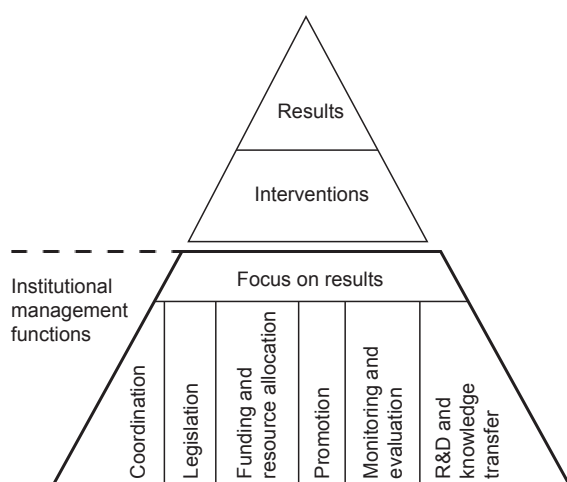 Results
Interventions
Institutional
management
functions
Focus on results
Coordination
Legislation
Funding and
resource allocation
Promotion
Monitoring and
evaluation
R&D and
knowledge
transfer